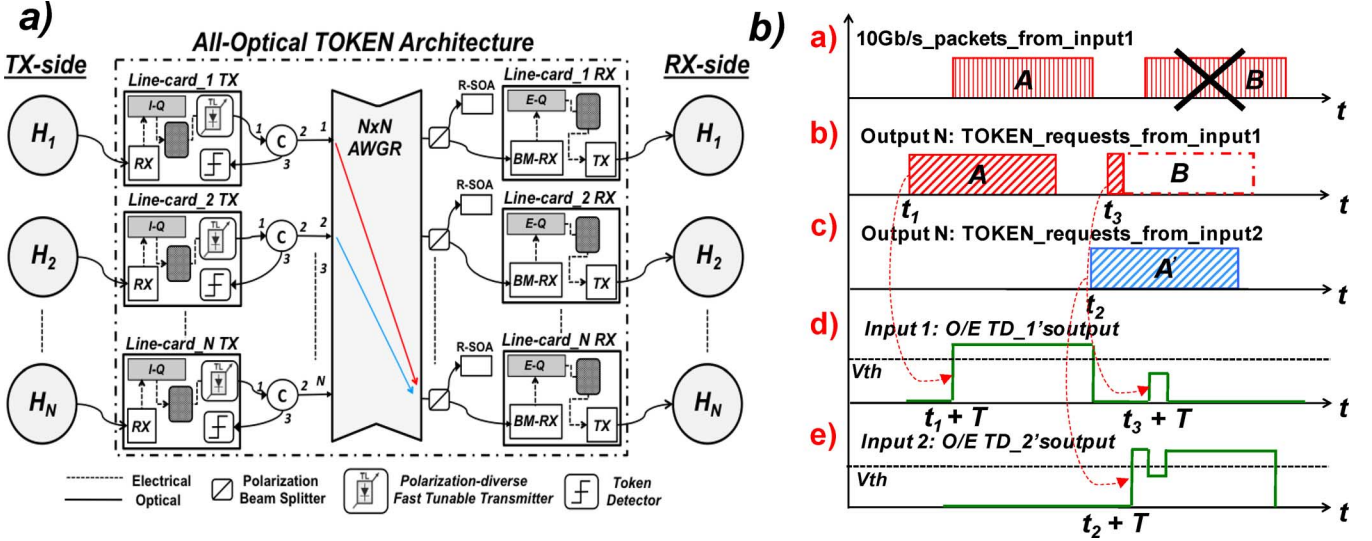 a)
All-Optical TOKEN Architecture
TX-side
RX-side
Line-card_1 TX
I-Q
TL
RX
H1
1
C
2
3
1
NxN
AWGR
R-SOA
Line-card_1 RX
E-Q
BM-RX
TX
H1
Line-card_2 TX
I-Q
TL
RX
H2
1
C
2
3
2
3
R-SOA
Line-card_2 RX
E-Q
BM-RX
TX
H2
Line-card_N TX
I-Q
TL
RX
HN
1
C
2
3
N
R-SOA
Line-card_N RX
E-Q
BM-RX
TX
HN
Electrical
Optical
Polarization
Beam Splitter
TL
Polarization-diverse
Fast Tunable Transmitter
Token
Detector
b)
a)
10Gb/s_packets_from_input1
A
B
t
b)
Output N: TOKEN_requests_from_input1
A
B
t1
t3
t
c)
Output N: TOKEN_requests_from_input2
A'
t2
t
d)
Input 1: O/E TD_1'soutput
Vth
t1 + T
t3 + T
t
e)
Input 2: O/E TD_2'soutput
Vth
t2 + T
t